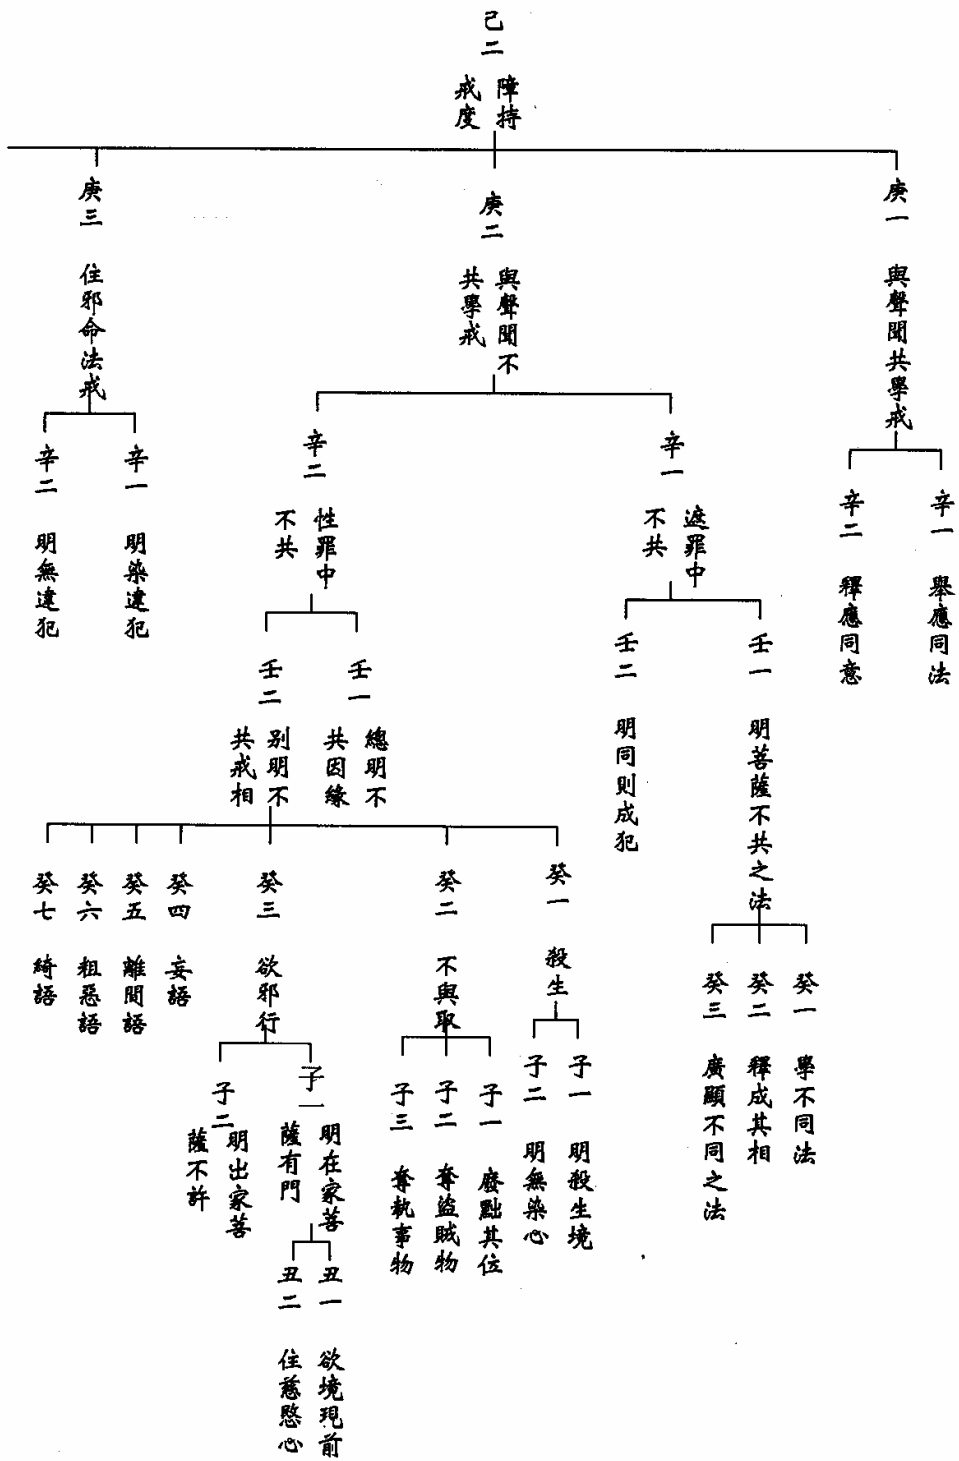 己二　障持戒度
庚一　與聲聞共學戒
辛一　舉應同法
辛二　釋應同意
庚二　與聲聞不共學戒
辛一　遮罪中不共
壬一　明菩薩不共之法
癸一　學不同法
癸二　釋成其相
癸三　廣顯不同之法
壬二　明同則成犯
辛二　性罪中不共
壬一　總明不共因緣
壬二　別明不共戒相
癸一　殺生
子一　明殺生境
子二　明無染心
癸二　不與取
子一　廢黜其位
子二　奪盜賊物
子三　奪執事物
癸三　欲邪行
子一　明在家菩薩有門
丑一　欲境現前
丑二　住慈愍心
子二　明出家菩薩不許
癸四　妄語
癸五　離間語
癸六　粗惡語
癸七　綺語
庚三　住邪命法戒
辛一　明染違犯
辛二　明無違犯